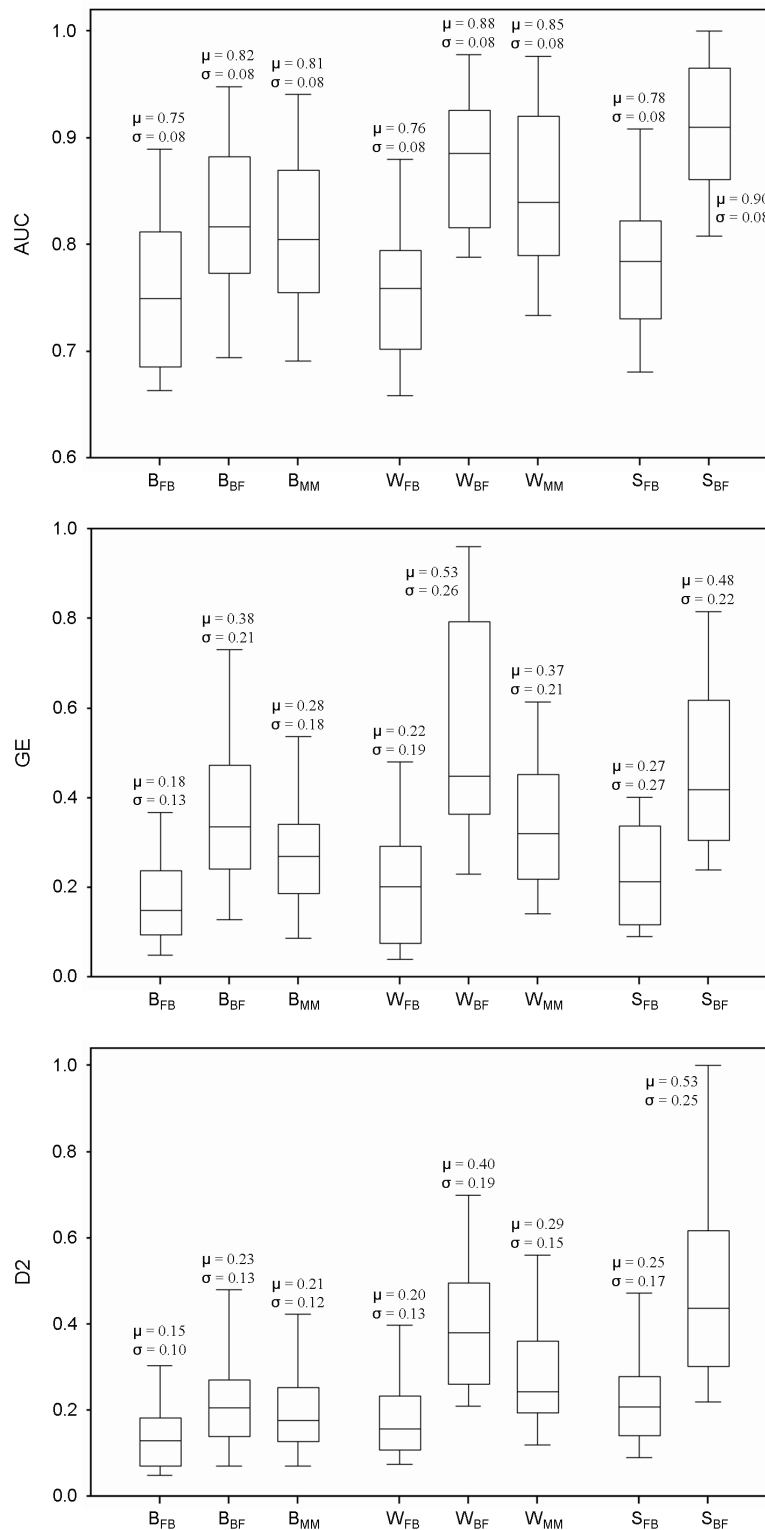 1.0
0.9
0.8
0.7
0.6
AUC
μ = 0.75
σ = 0.08
μ = 0.82
σ = 0.08
μ = 0.81
σ = 0.08
μ = 0.76
σ = 0.08
μ = 0.88
σ = 0.08
μ = 0.85
σ = 0.08
μ = 0.78
σ = 0.08
μ = 0.90
σ = 0.08
B_FB B_BF B_MM W_FB W_BF W_MM S_FB S_BF
1.0
0.8
0.6
0.4
0.2
0.0
GE
μ = 0.18
σ = 0.13
μ = 0.38
σ = 0.21
μ = 0.28
σ = 0.18
μ = 0.22
σ = 0.19
μ = 0.53
σ = 0.26
μ = 0.37
σ = 0.21
μ = 0.27
σ = 0.27
μ = 0.48
σ = 0.22
B_FB B_BF B_MM W_FB W_BF W_MM S_FB S_BF
1.0
0.8
0.6
0.4
0.2
0.0
D2
μ = 0.15
σ = 0.10
μ = 0.23
σ = 0.13
μ = 0.21
σ = 0.12
μ = 0.20
σ = 0.13
μ = 0.40
σ = 0.19
μ = 0.29
σ = 0.15
μ = 0.25
σ = 0.17
μ = 0.53
σ = 0.25
B_FB B_BF B_MM W_FB W_BF W_MM S_FB S_BF